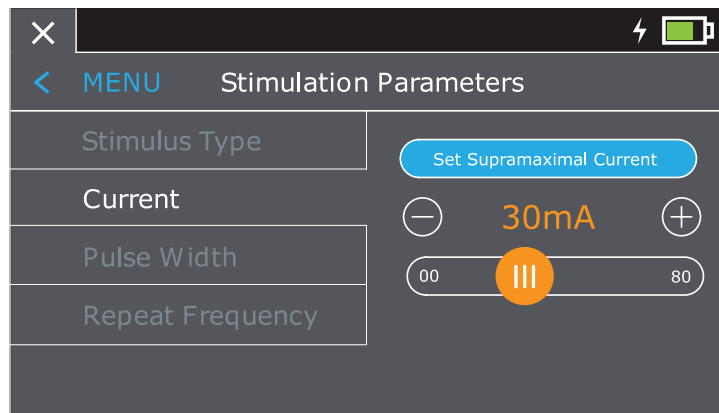 MENU Stimulation Parameters
Stimulus Type
Current
Pulse Width
Repeat Frequency
Set Supramaximal Current
30mA
00 80